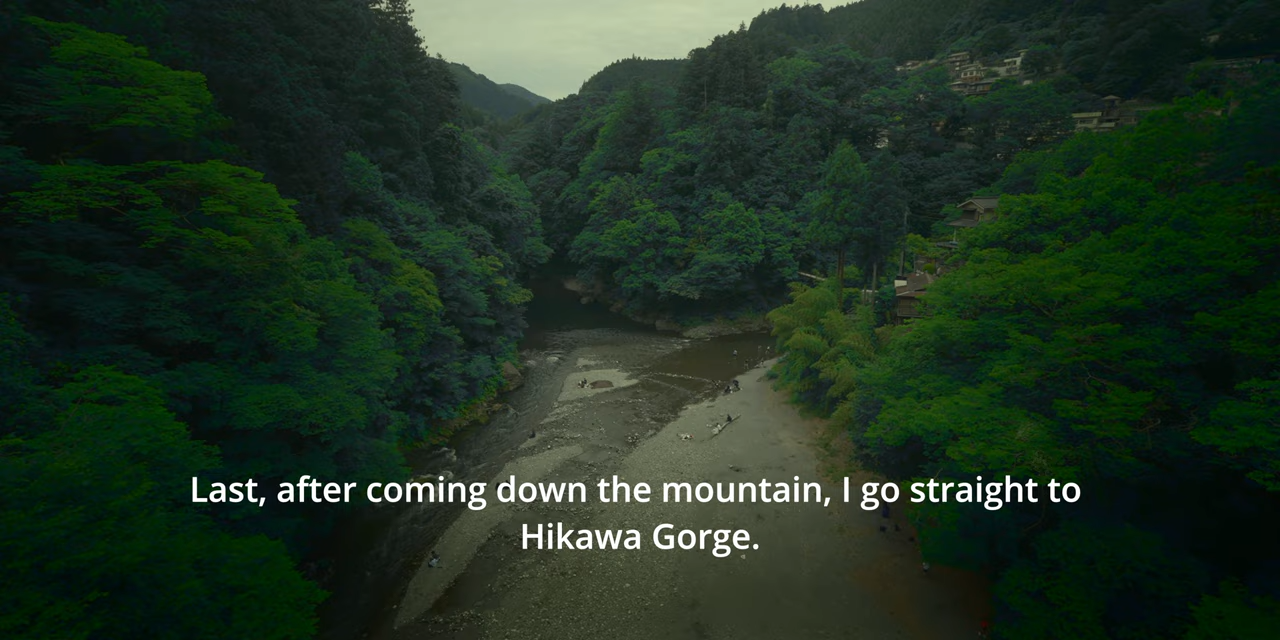 Last, after coming down the mountain, I go straight to
Hikawa Gorge.